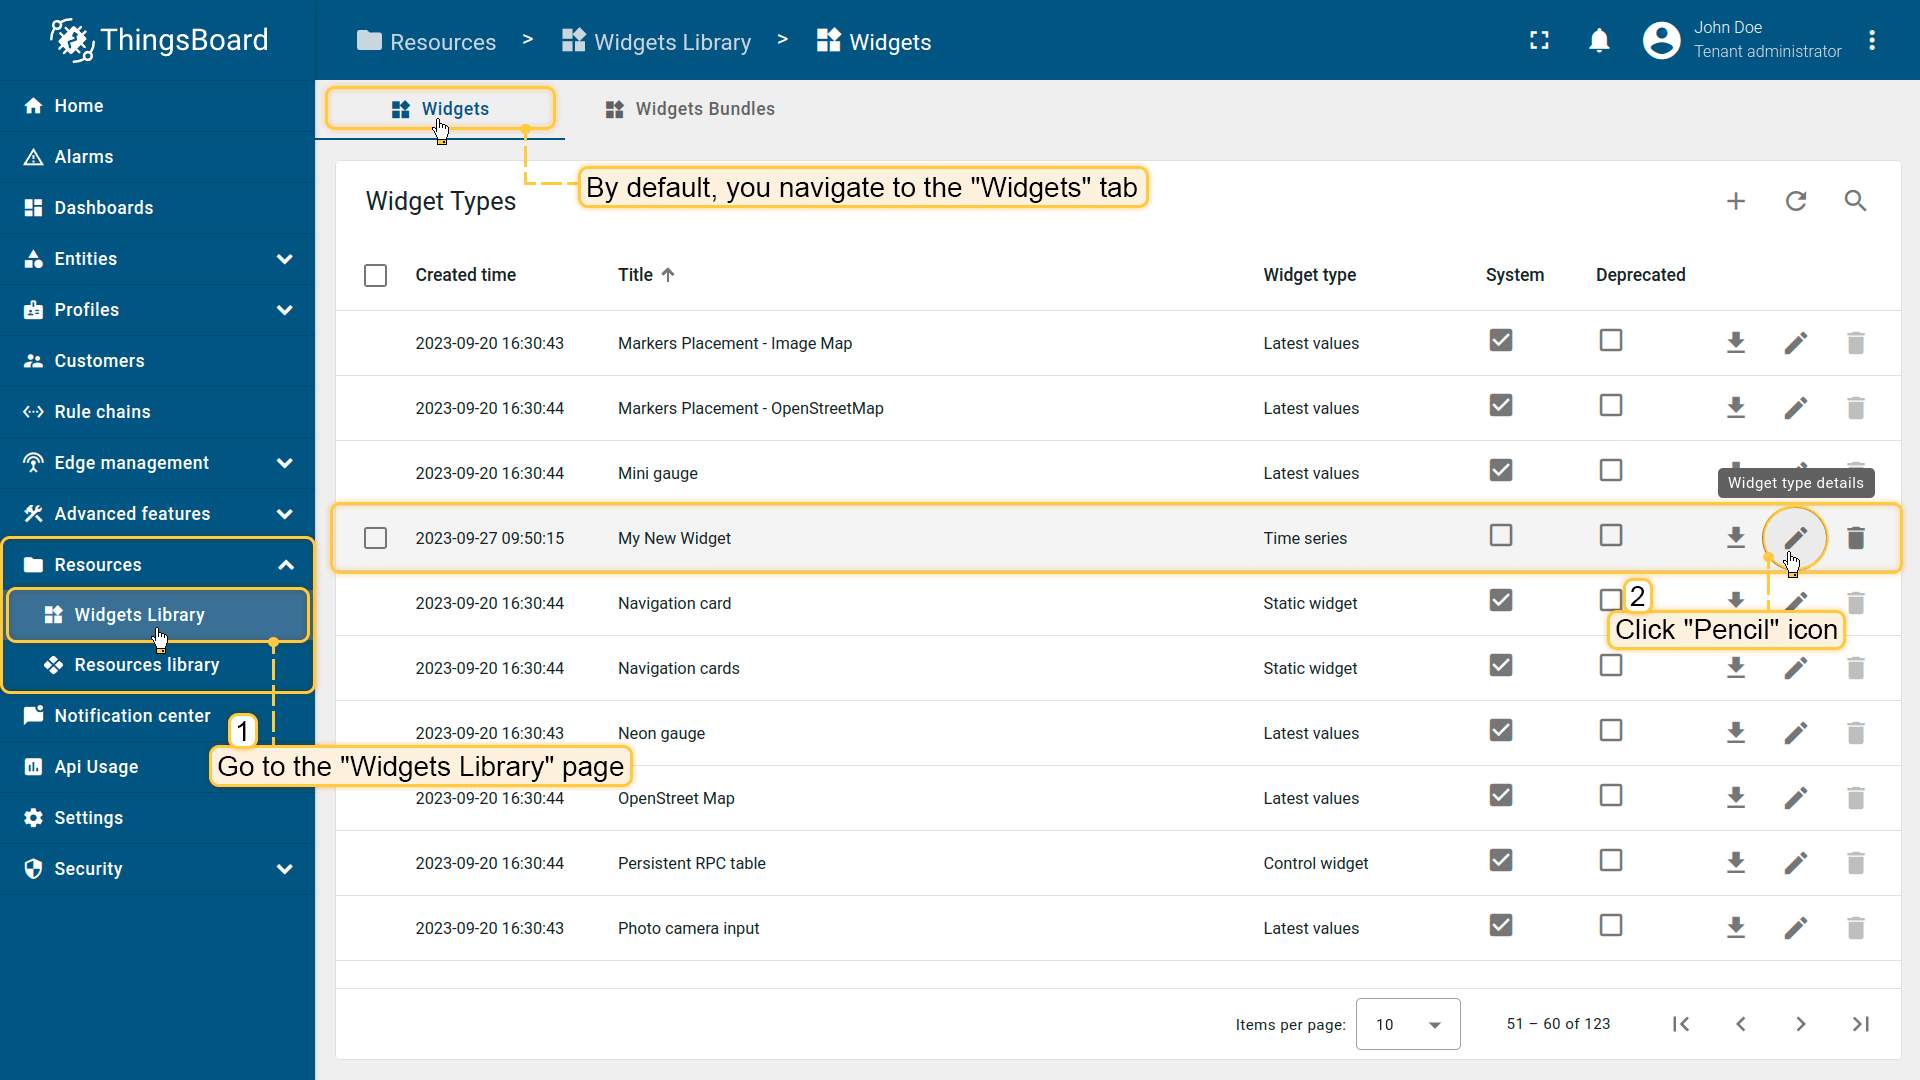 ThingsBoard
Resources > Widgets Library > Widgets
John Doe
Tenant administrator
Home
Alarms
Dashboards
Entities
Profiles
Customers
Rule chains
Edge management
Advanced features
Resources
Widgets Library
Resources library
Notification center
Api Usage
Settings
Security
1
Go to the "Widgets Library" page
Widgets Widgets Bundles
By default, you navigate to the "Widgets" tab
Widget Types
Created time Title Widget type System Deprecated
2023-09-20 16:30:43 Markers Placement - Image Map Latest values
2023-09-20 16:30:44 Markers Placement - OpenStreetMap Latest values
2023-09-20 16:30:44 Mini gauge Latest values
Widget type details
2023-09-27 09:50:15 My New Widget Time series
2023-09-20 16:30:44 Navigation card Static widget
2
Click "Pencil" icon
2023-09-20 16:30:44 Navigation cards Static widget
2023-09-20 16:30:43 Neon gauge Latest values
2023-09-20 16:30:44 OpenStreet Map Latest values
2023-09-20 16:30:44 Persistent RPC table Control widget
2023-09-20 16:30:43 Photo camera input Latest values
Items per page: 10 51 – 60 of 123